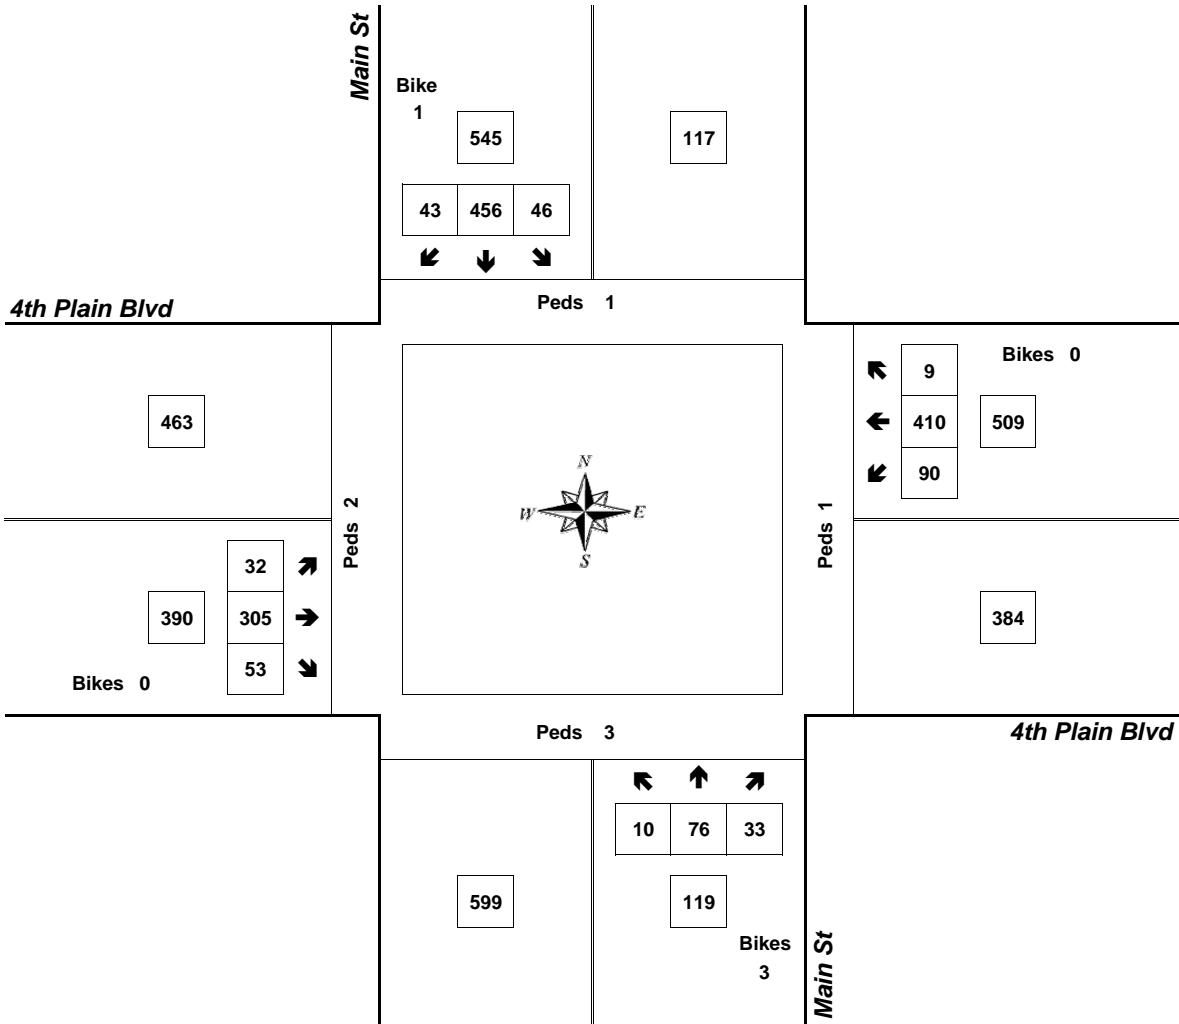 Main St
Bike
1
545
117
43 456 46
4th Plain Blvd
Peds 1
9
Bikes 0
463
410
509
90
N
W E
S
Peds 2
Peds 1
32
390
305
384
53
Bikes 0
Peds 3
4th Plain Blvd
10 76 33
599
119
Bikes
3
Main St